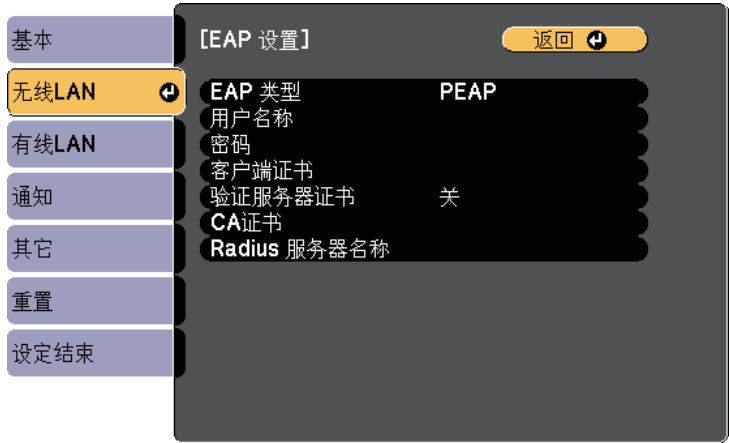 基本
无线LAN
有线LAN
通知
其它
重置
设定结束
[EAP 设置]
返回
EAP 类型 PEAP
用户名称
密码
客户端证书
验证服务器证书 关
CA证书
Radius 服务器名称